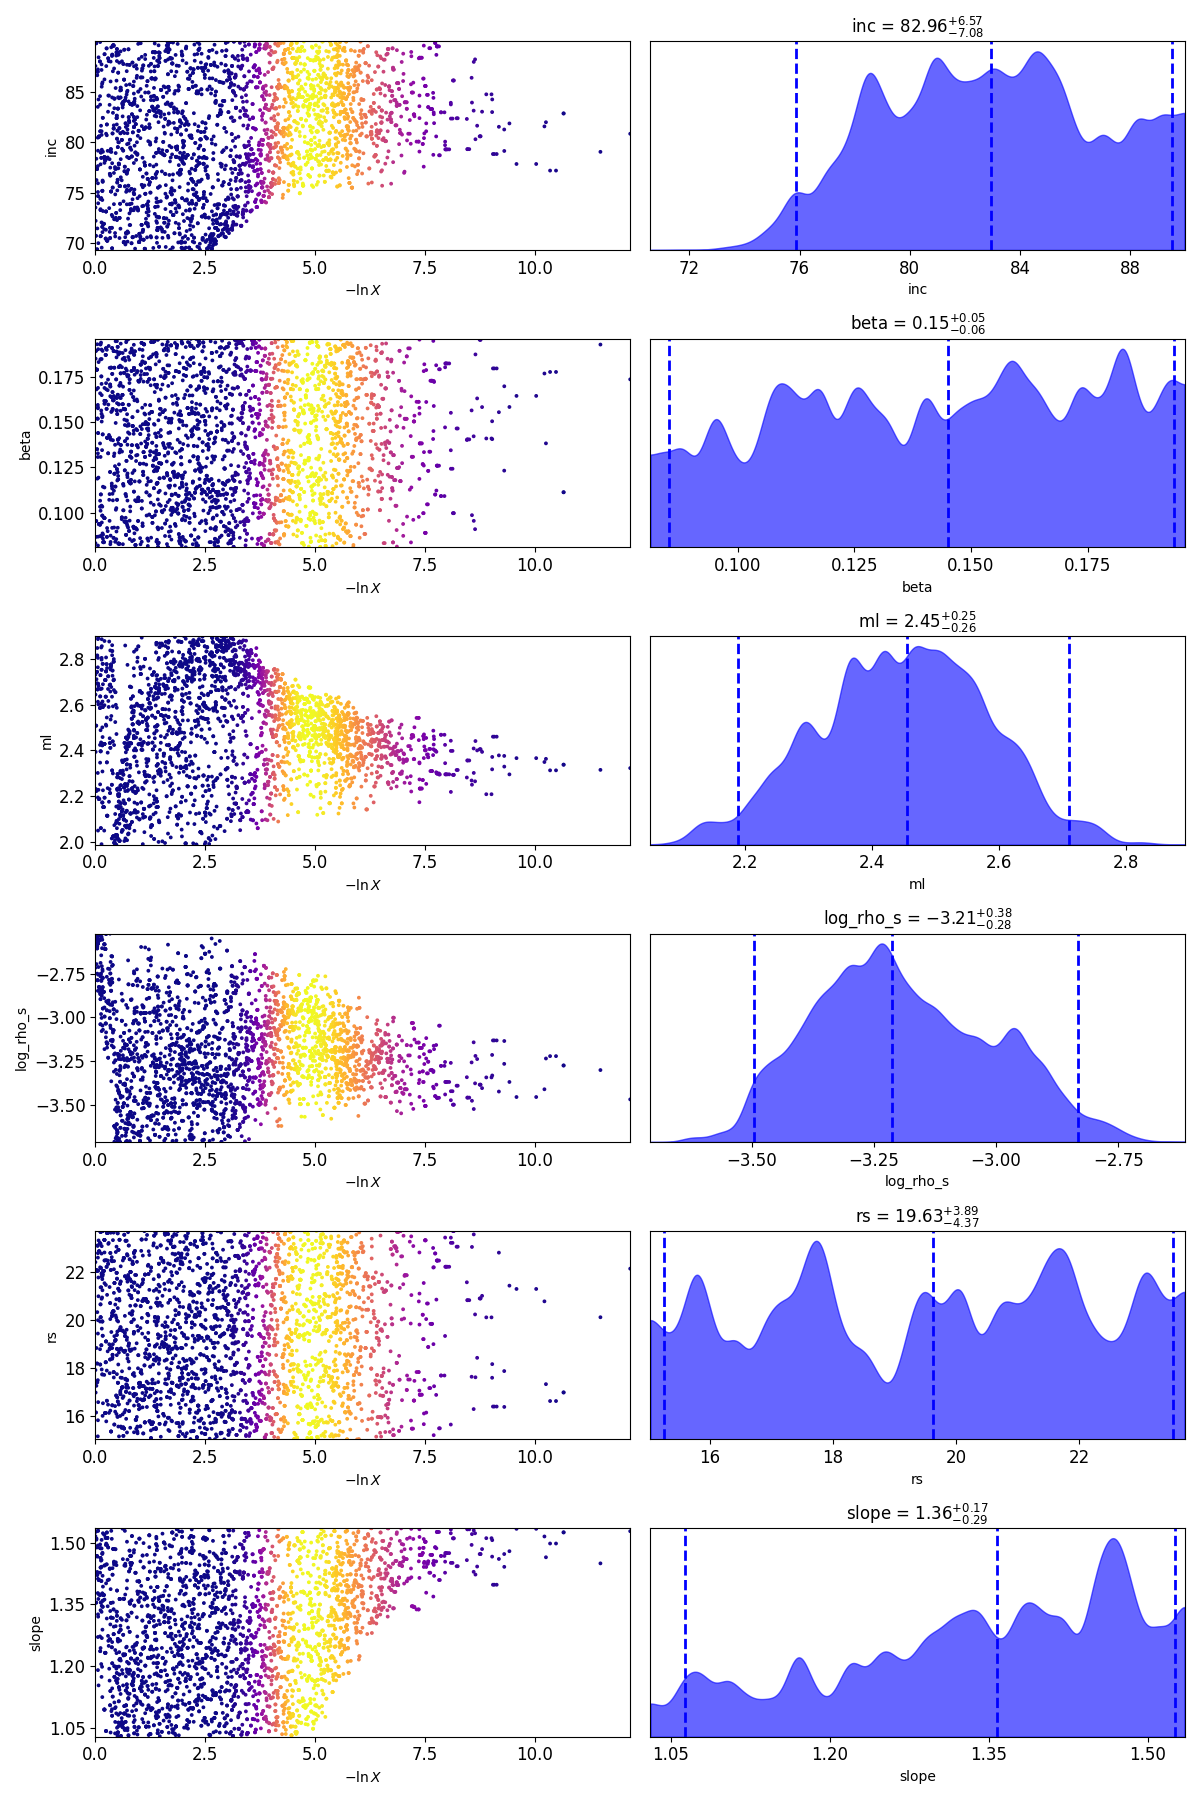 inc = 82.96+6.57−7.08
85
80
75
70
inc
0.0 2.5 5.0 7.5 10.0
−ln X
72 76 80 84 88
inc
beta = 0.15+0.05−0.06
0.175
0.150
0.125
0.100
beta
0.0 2.5 5.0 7.5 10.0
−ln X
0.100 0.125 0.150 0.175
beta
ml = 2.45+0.25−0.26
2.8
2.6
2.4
2.2
2.0
ml
0.0 2.5 5.0 7.5 10.0
−ln X
2.2 2.4 2.6 2.8
ml
log_rho_s = −3.21+0.38−0.28
−2.75
−3.00
−3.25
−3.50
log_rho_s
0.0 2.5 5.0 7.5 10.0
−ln X
−3.50 −3.25 −3.00 −2.75
log_rho_s
rs = 19.63+3.89−4.37
22
20
18
16
rs
0.0 2.5 5.0 7.5 10.0
−ln X
16 18 20 22
rs
slope = 1.36+0.17−0.29
1.50
1.35
1.20
1.05
slope
0.0 2.5 5.0 7.5 10.0
−ln X
1.05 1.20 1.35 1.50
slope